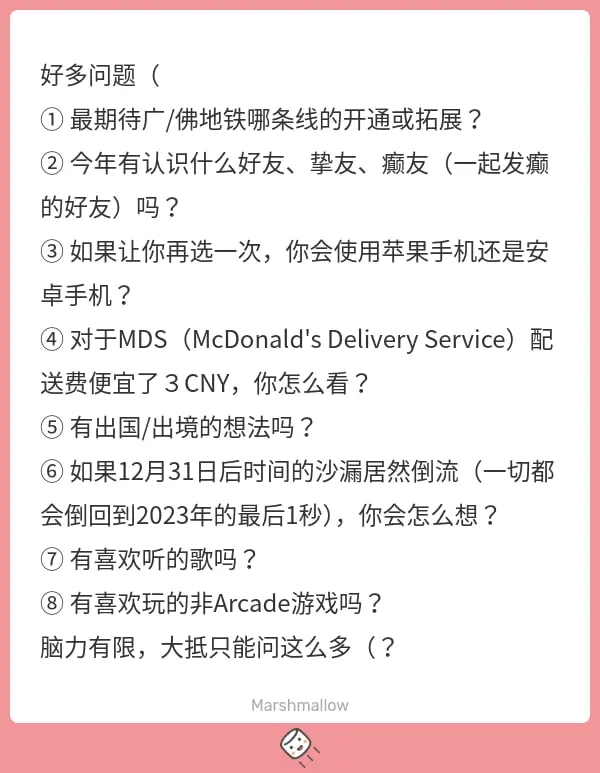 好多问题（
① 最期待广/佛地铁哪条线的开通或拓展？
② 今年有认识什么好友、挚友、癫友（一起发癫
的好友）吗？
③ 如果让你再选一次，你会使用苹果手机还是安
卓手机？
④ 对于MDS（McDonald's Delivery Service）配
送费便宜了３CNY，你怎么看？
⑤ 有出国/出境的想法吗？
⑥ 如果12月31日后时间的沙漏居然倒流（一切都
会倒回到2023年的最后1秒），你会怎么想？
⑦ 有喜欢听的歌吗？
⑧ 有喜欢玩的非Arcade游戏吗？
脑力有限，大抵只能问这么多（？
Marshmallow